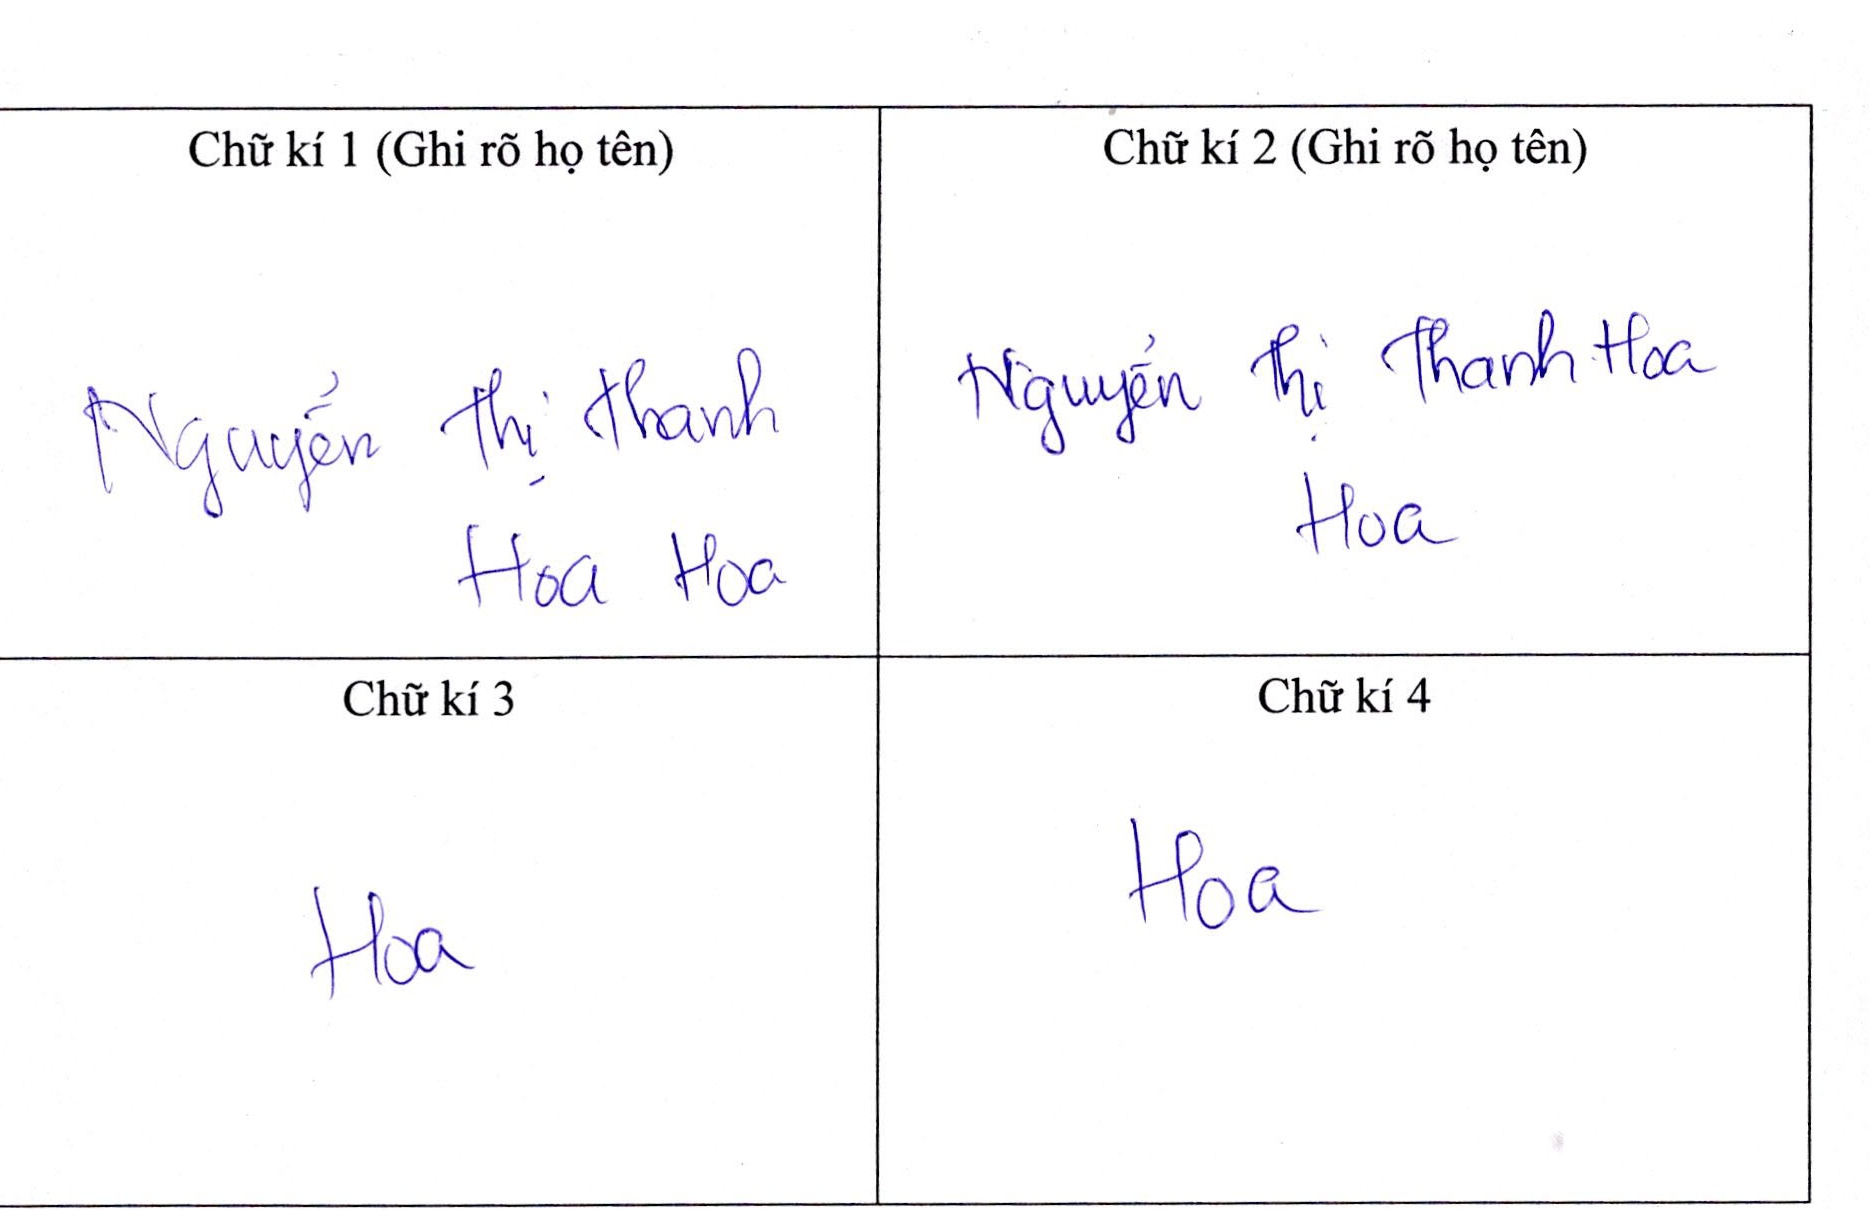 Chữ kí 1 (Ghi rõ họ tên)
Nguyễn Thị Thanh
Hoa Hoa
Chữ kí 2 (Ghi rõ họ tên)
Nguyễn Thị Thanh Hoa
Hoa
Chữ kí 3
Hoa
Chữ kí 4
Hoa